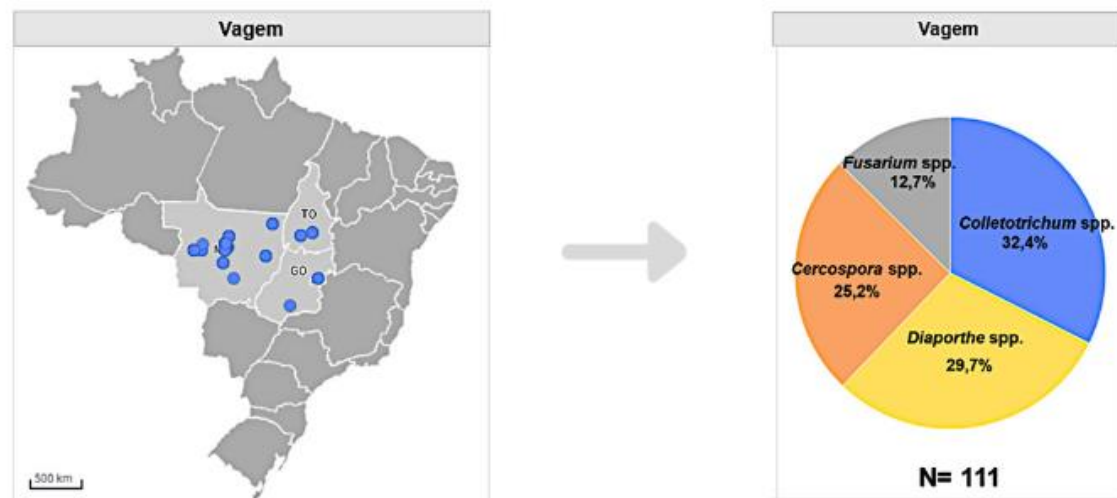 Vagem
TO
M
GO
500 km
Vagem
Fusarium spp.
12,7%
Colletotrichum spp.
32,4%
Cercospora spp.
25,2%
Diaporthe spp.
29,7%
N= 111